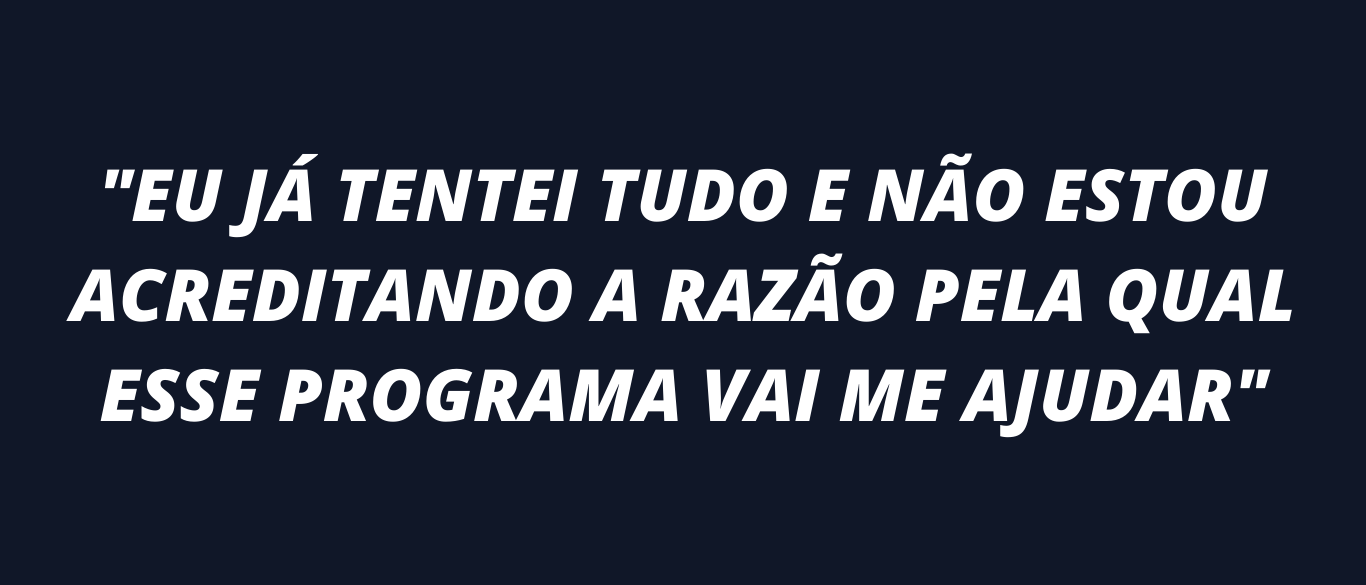 "EU JÁ TENTEI TUDO E NÃO ESTOU
ACREDITANDO A RAZÃO PELA QUAL
ESSE PROGRAMA VAI ME AJUDAR"